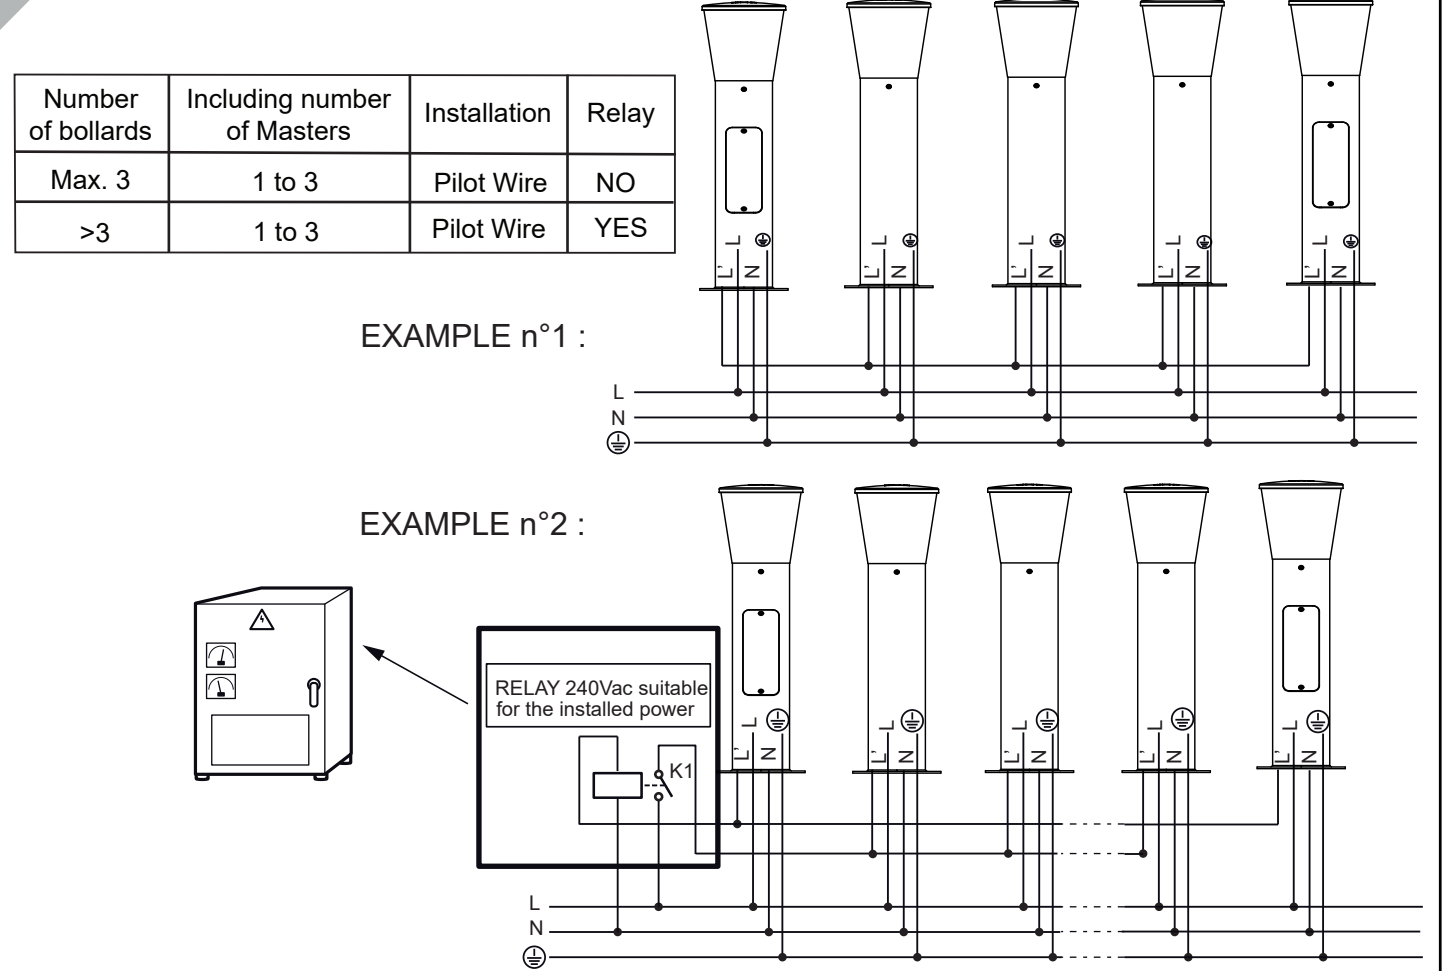 Number of bollards
Including number of Masters
Installation
Relay
Max. 3
1 to 3
Pilot Wire
NO
>3
1 to 3
Pilot Wire
YES
L' L N
L' L N
L' L N
L' L N
L' L N
EXAMPLE n°1 :
L
N
EXAMPLE n°2 :
RELAY 240Vac suitable
for the installed power
K1
L' L N
L' L N
L' L N
L' L N
L' L N
L
N